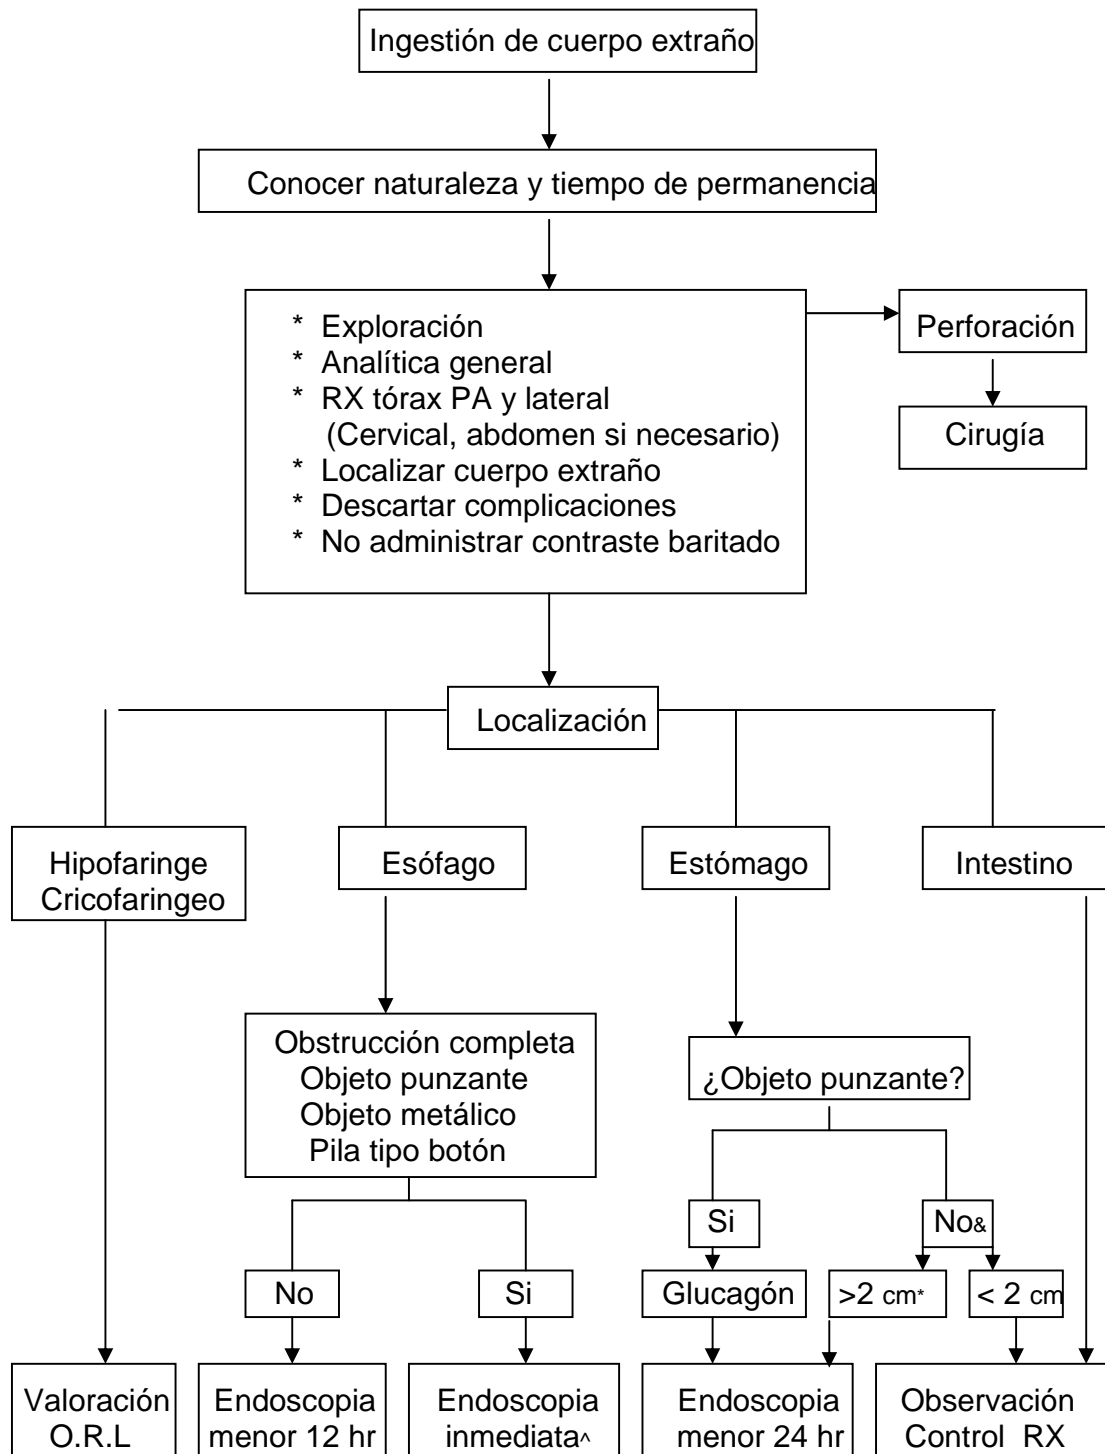 Ingestión de cuerpo extraño
Conocer naturaleza y tiempo de permanencia
* Exploración
* Analítica general
* RX tórax PA y lateral
(Cervical, abdomen si necesario)
* Localizar cuerpo extraño
* Descartar complicaciones
* No administrar contraste baritado
Perforación
Cirugía
Localización
Hipofaringe
Cricofaringeo
Esófago
Estómago
Intestino
Obstrucción completa
Objeto punzante
Objeto metálico
Pila tipo botón
¿Objeto punzante?
Si
No&
No
Si
Glucagón
>2 cm*
< 2 cm
Valoración
O.R.L
Endoscopia
menor 12 hr
Endoscopia
inmediata^
Endoscopia
menor 24 hr
Observación
Control RX